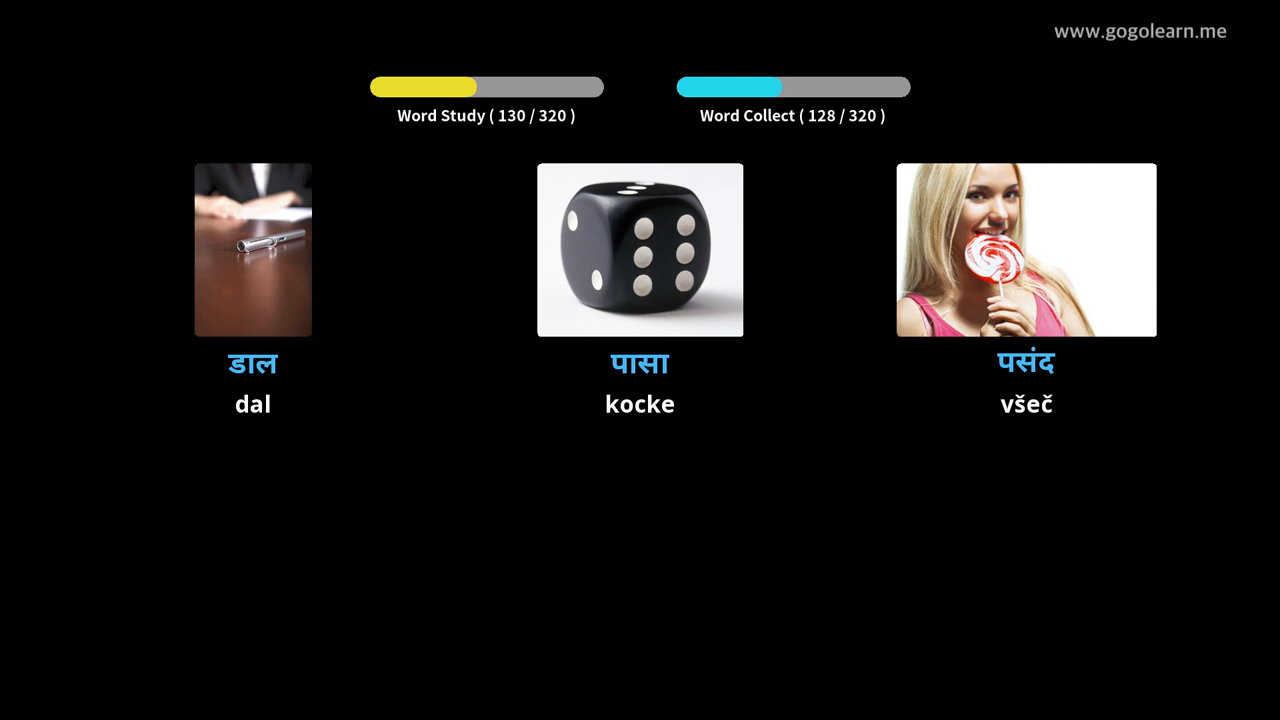 www.gogolearn.me
Word Study ( 130 / 320 )
Word Collect ( 128 / 320 )
डाल
पासा
पसंद
dal
kocke
všeč